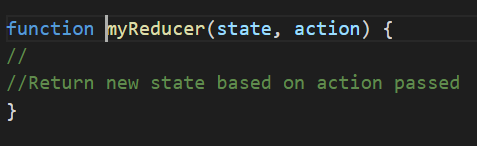 function myReducer(state, action) {
//
//Return new state based on action passed
}